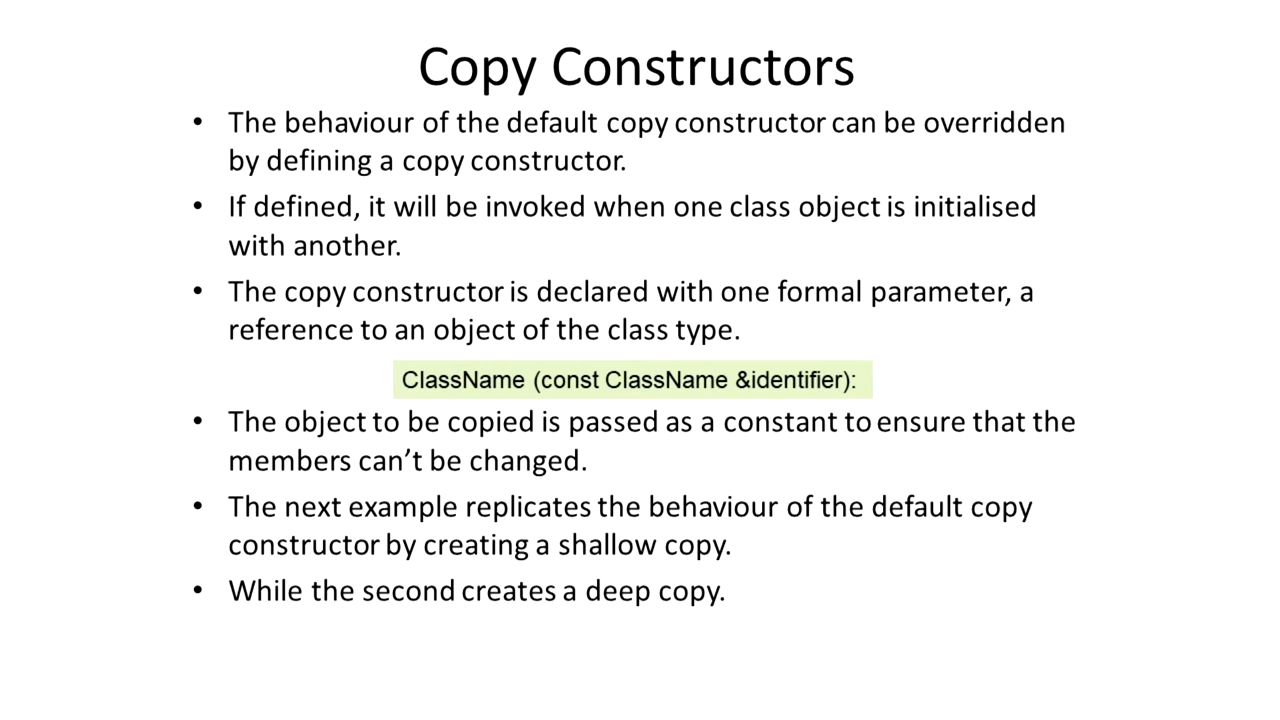 Copy Constructors
• The behaviour of the default copy constructor can be overridden
by defining a copy constructor.
• If defined, it will be invoked when one class object is initialised
with another.
• The copy constructor is declared with one formal parameter, a
reference to an object of the class type.
ClassName (const ClassName &identifier):
• The object to be copied is passed as a constant to ensure that the
members can’t be changed.
• The next example replicates the behaviour of the default copy
constructor by creating a shallow copy.
• While the second creates a deep copy.